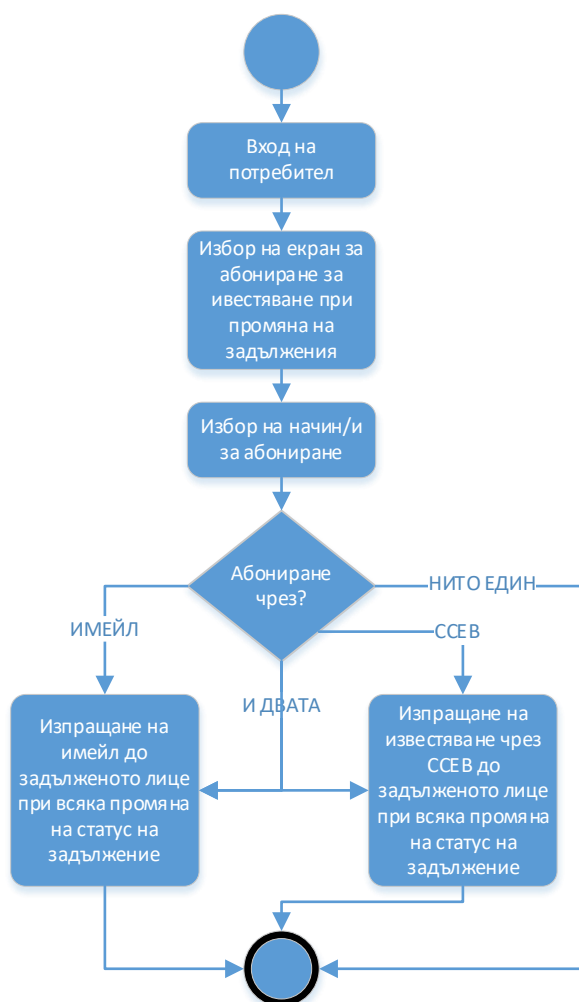 Вход на
потребител
Избор на екран за
абониране за
ивестяване при
промяна на
задължения
Избор на начин/и
за абониране
Абониране
чрез?
НИТО ЕДИН
ИМЕЙЛ
ССЕВ
И ДВАТА
Изпращане на
имейл до
задълженото лице
при всяка промяна
на статус на
задължение
Изпращане на
известяване чрез
ССЕВ до
задълженото лице
при всяка промяна
на статус на
задължение